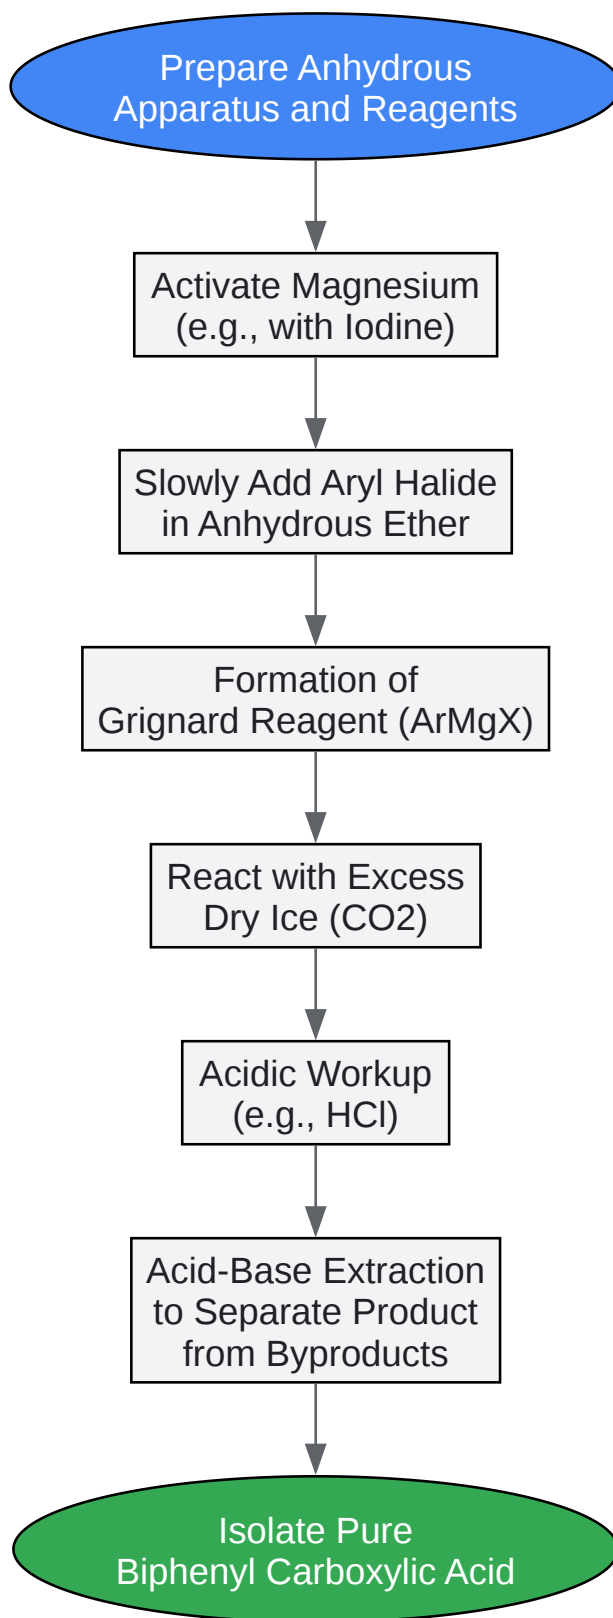 Prepare Anhydrous
Apparatus and Reagents
Activate Magnesium
(e.g., with Iodine)
Slowly Add Aryl Halide
in Anhydrous Ether
Formation of
Grignard Reagent (ArMgX)
React with Excess
Dry Ice (CO2)
Acidic Workup
(e.g., HCl)
Acid-Base Extraction
to Separate Product
from Byproducts
Isolate Pure
Biphenyl Carboxylic Acid